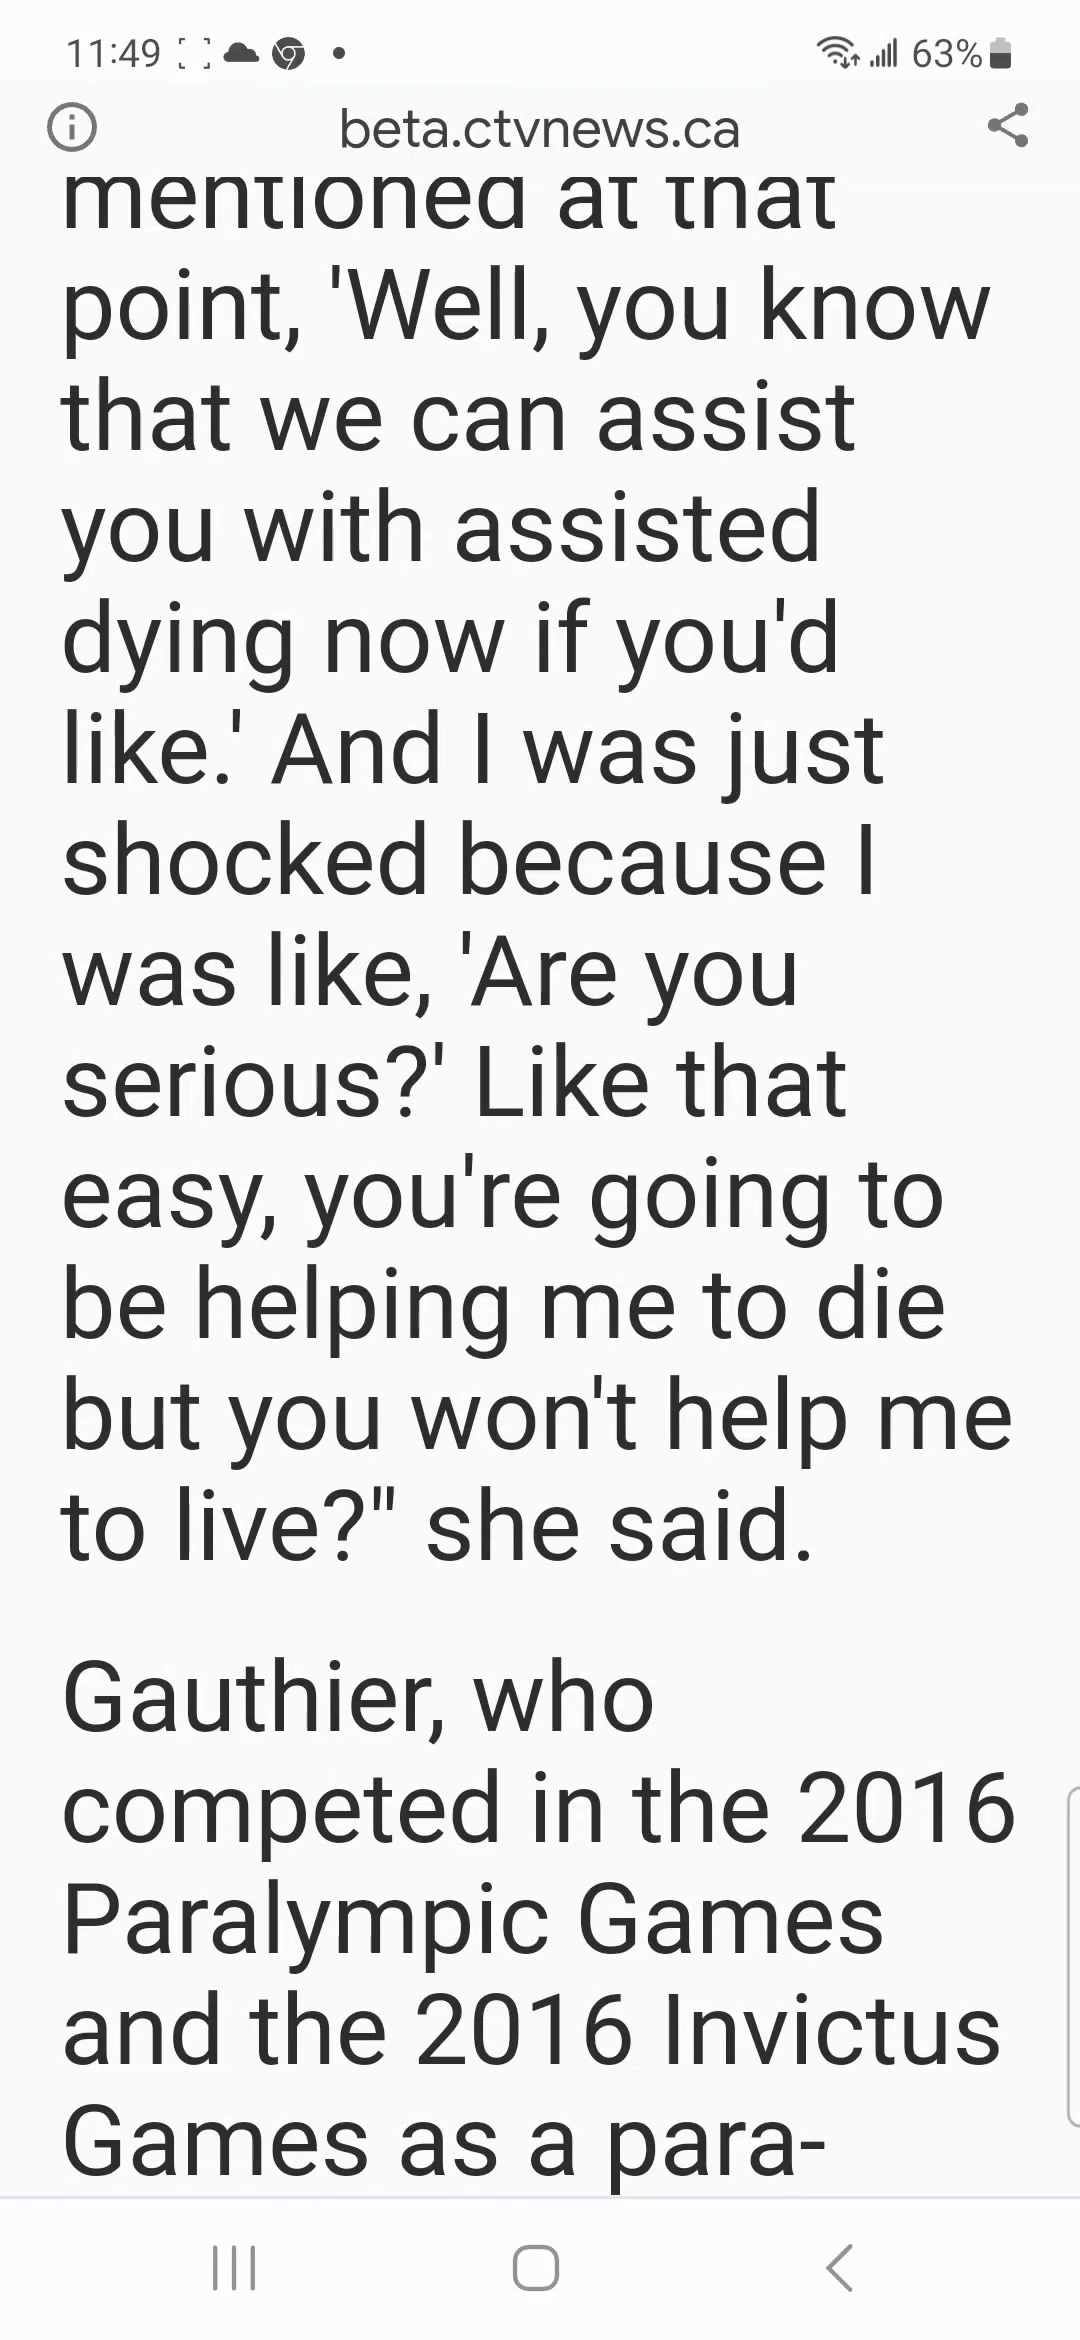 11:49
63%
beta.ctvnews.ca
mentioned at that
point, 'Well, you know
that we can assist
you with assisted
dying now if you'd
like.' And I was just
shocked because I
was like, 'Are you
serious?' Like that
easy, you're going to
be helping me to die
but you won't help me
to live?" she said.
Gauthier, who
competed in the 2016
Paralympic Games
and the 2016 Invictus
Games as a para-